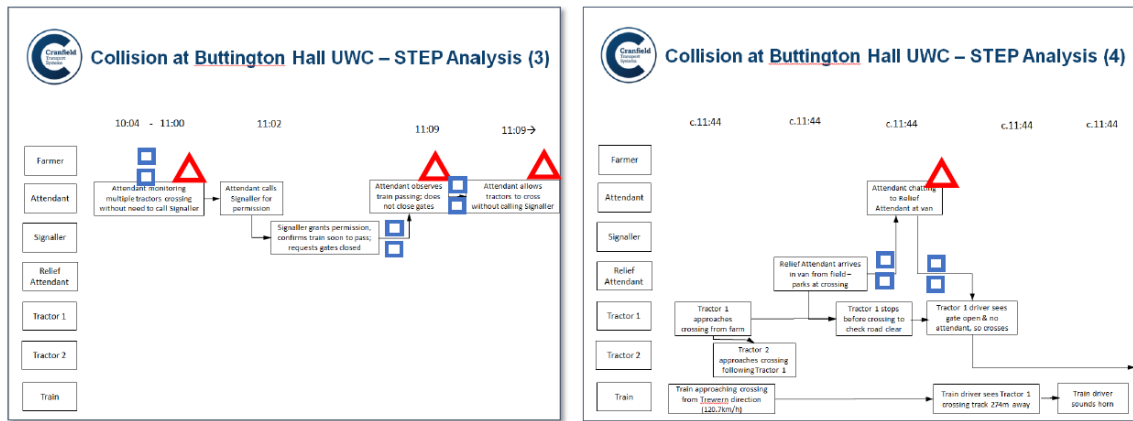 Cranfield
Transport
Systems
Collision at Buttington Hall UWC – STEP Analysis (3)
10:04 - 11:00
11:02
11:09
11:09→
Farmer
Attendant
Signaller
Relief
Attendant
Tractor 1
Tractor 2
Train
Attendant monitoring
multiple tractors crossing
without need to call Signaller
Attendant calls
Signaller for
permission
Signaller grants permission,
confirms train soon to pass;
requests gates closed
Attendant observes
train passing; does
not close gates
Attendant allows
tractors to cross
without calling Signaller
Cranfield
Transport
Systems
Collision at Buttington Hall UWC – STEP Analysis (4)
c.11:44
c.11:44
c.11:44
c.11:44
c.11:44
Farmer
Attendant
Signaller
Relief
Attendant
Tractor 1
Tractor 2
Train
Attendant chatting
to Relief
Attendant at van
Relief Attendant arrives
in van from field –
parks at crossing
Tractor 1
approaches
crossing from farm
Tractor 1 stops
before crossing to
check road clear
Tractor 1 driver sees
gate open & no
attendant, so crosses
Tractor 2
approaches crossing
following Tractor 1
Train approaching crossing
from Trewern direction
(120.7km/h)
Train driver sees Tractor 1
crossing track 274m away
Train driver
sounds horn